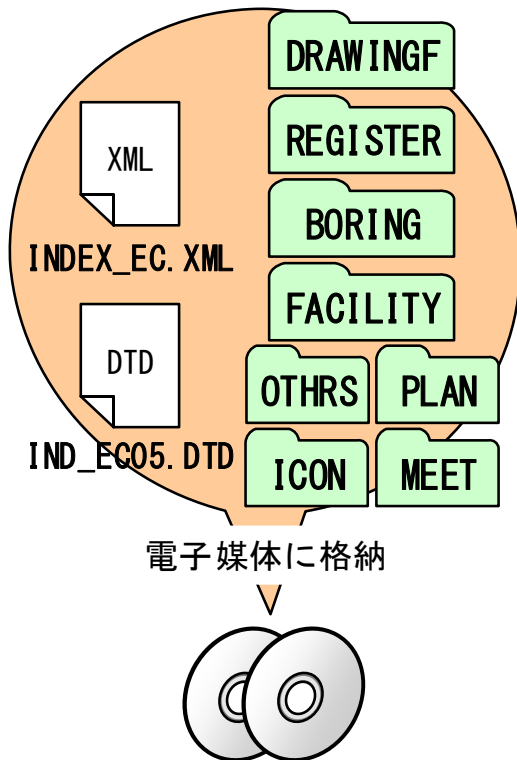 DRAWINGF
REGISTER
BORING
FACILITY
OTHRS
PLAN
ICON
MEET
XML
INDEX_EC.XML
DTD
IND_EC05.DTD
電子媒体に格納